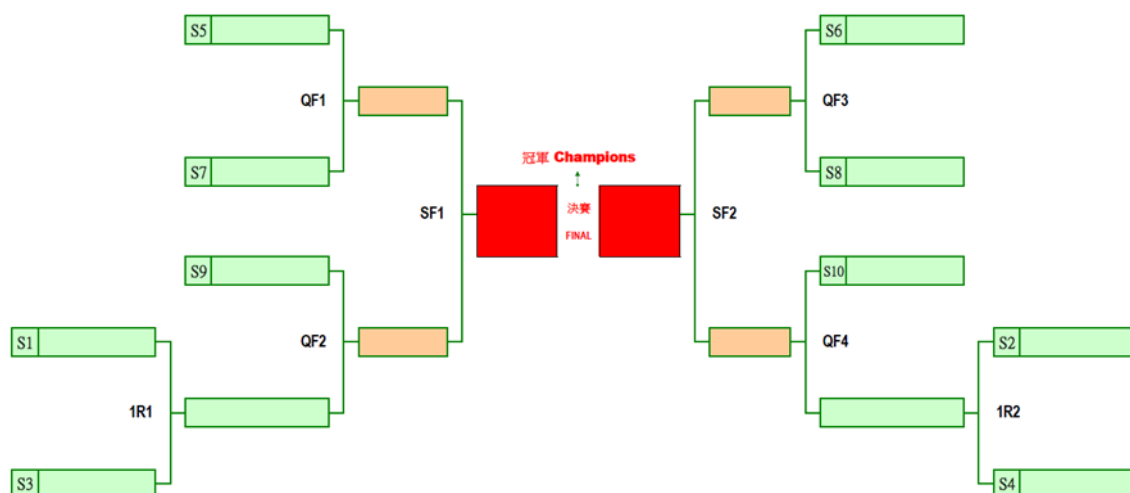 S5
S6
QF1
QF3
冠軍 Champions
S7
S8
SF1
決賽
SF2
FINAL
S9
S10
S1
QF2
QF4
S2
1R1
1R2
S3
S4